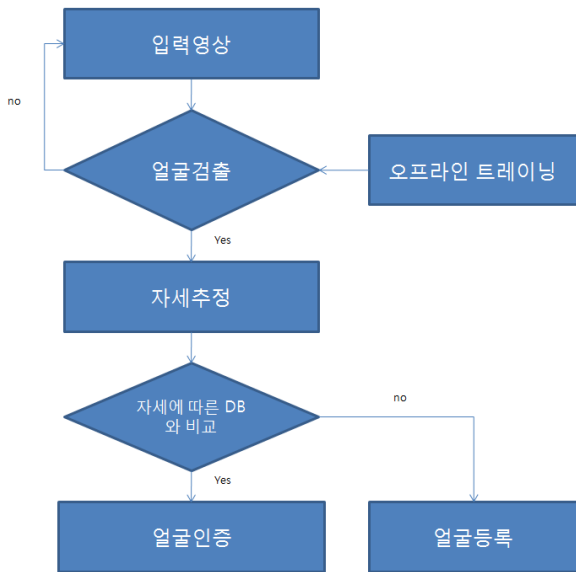 입력영상
no
얼굴검출
오프라인 트레이닝
Yes
자세추정
자세에 따른 DB
와 비교
no
Yes
얼굴인증
얼굴등록